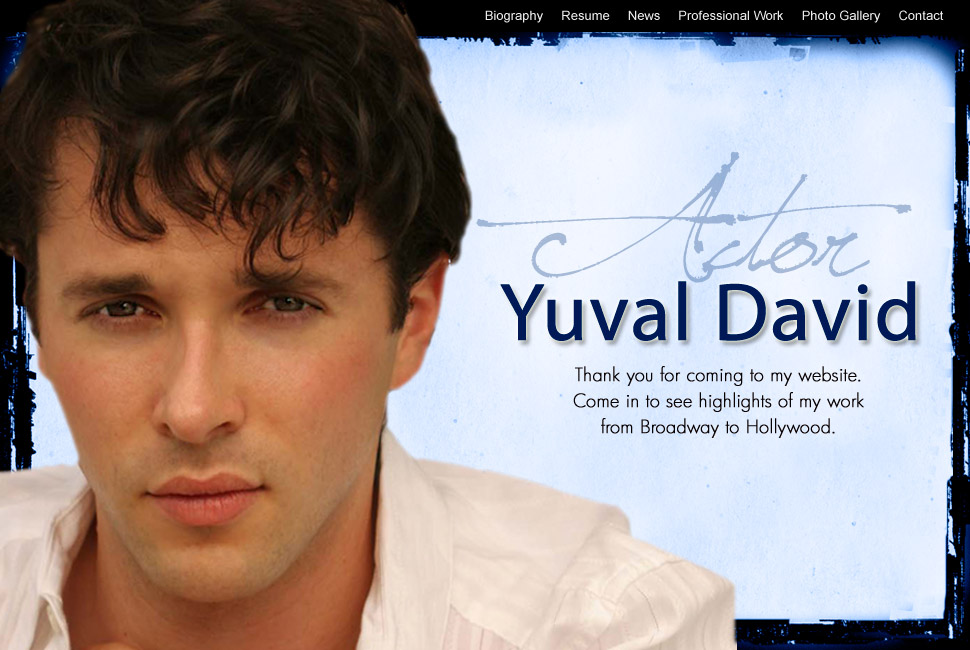 Biography Resume News Professional Work Photo Gallery Contact
Actor
Yuval David
Thank you for coming to my website.
Come in to see highlights of my work
from Broadway to Hollywood.